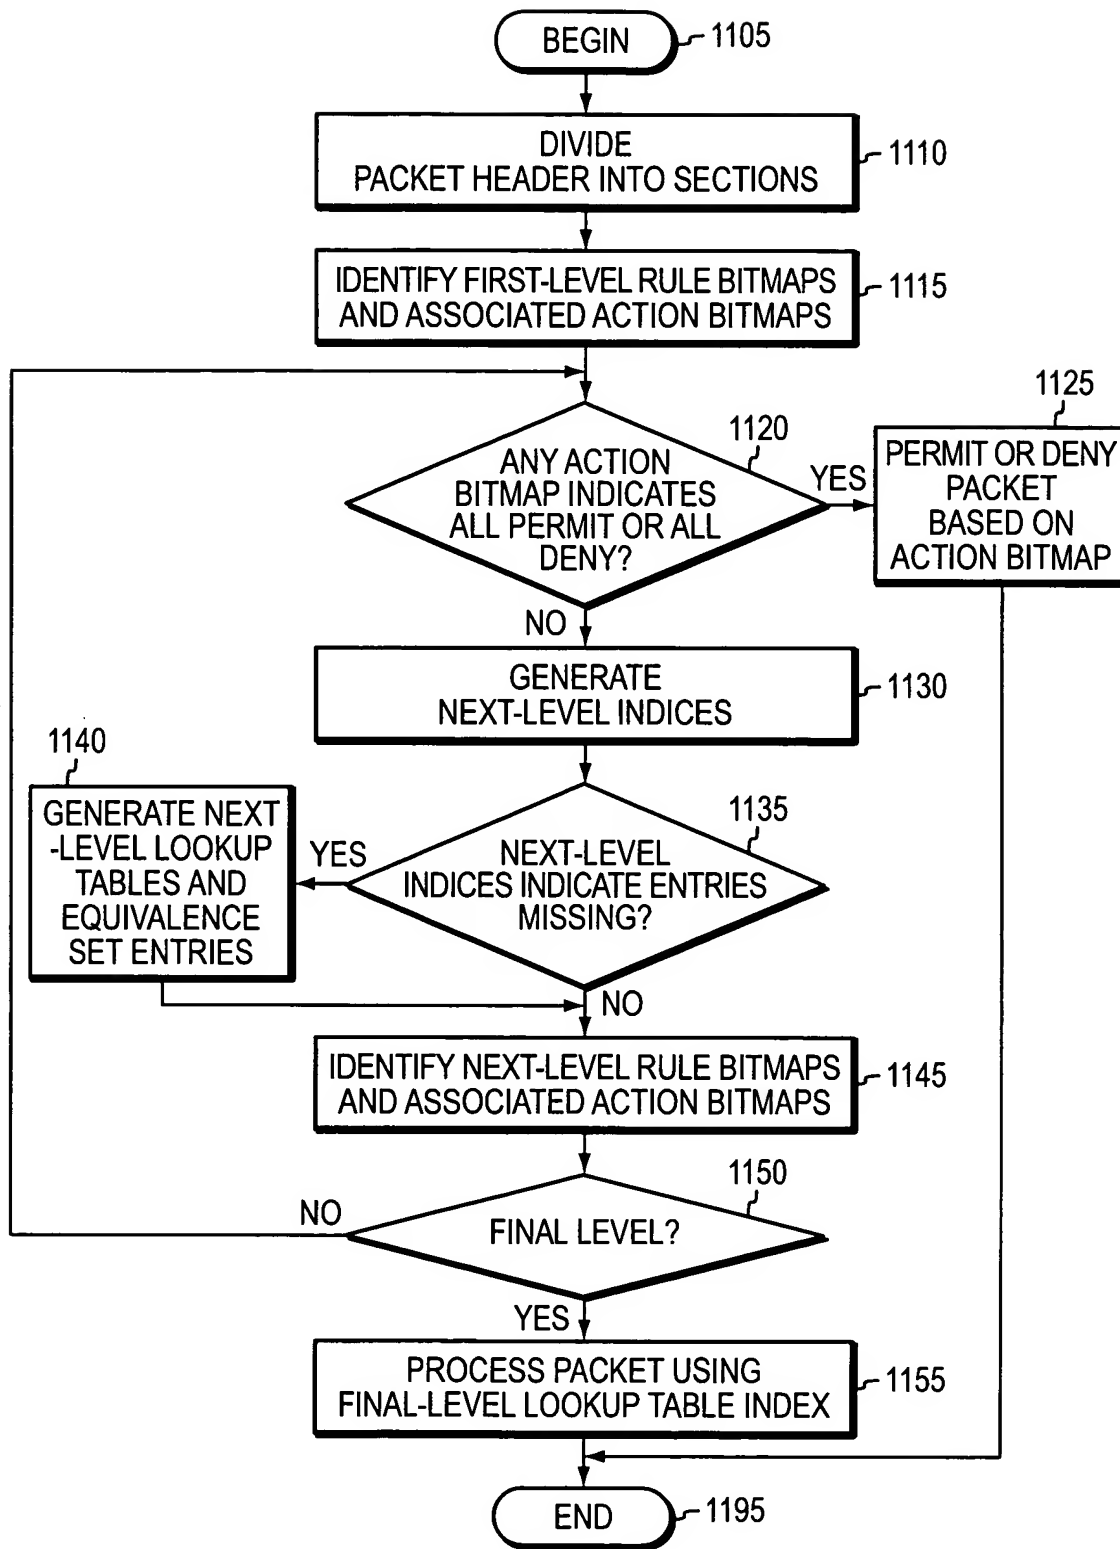 BEGIN
1105
DIVIDE
PACKET HEADER INTO SECTIONS
1110
IDENTIFY FIRST-LEVEL RULE BITMAPS
AND ASSOCIATED ACTION BITMAPS
1115
1120
ANY ACTION
BITMAP INDICATES
ALL PERMIT OR ALL
DENY?
YES
1125
PERMIT OR DENY
PACKET
BASED ON
ACTION BITMAP
NO
GENERATE
NEXT-LEVEL INDICES
1130
1135
NEXT-LEVEL
INDICES INDICATE ENTRIES
MISSING?
YES
1140
GENERATE NEXT
-LEVEL LOOKUP
TABLES AND
EQUIVALENCE
SET ENTRIES
NO
IDENTIFY NEXT-LEVEL RULE BITMAPS
AND ASSOCIATED ACTION BITMAPS
1145
1150
FINAL LEVEL?
NO
YES
PROCESS PACKET USING
FINAL-LEVEL LOOKUP TABLE INDEX
1155
END
1195